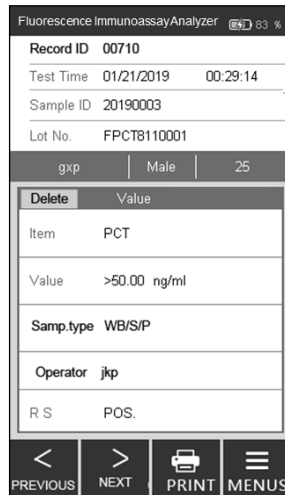 Fluorescence Immunoassay Analyzer 83 %
Record ID 00710
Test Time 01/21/2019 00:29:14
Sample ID 20190003
Lot No. FPCT8110001
gxp Male 25
Delete Value
Item PCT
Value >50.00 ng/ml
Samp.type WB/S/P
Operator jkp
R S POS.
< > 
PREVIOUS NEXT PRINT MENUS